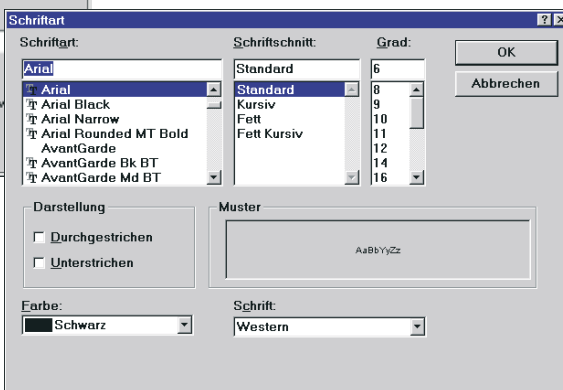 Schriftart
Schriftart:
Schriftschnitt:
Grad:
Arial
Standard
6
OK
Abbrechen
Arial
Arial Black
Arial Narrow
Arial Rounded MT Bold
AvantGarde
AvantGarde Bk BT
AvantGarde Md BT
Standard
Kursiv
Fett
Fett Kursiv
8
9
10
11
12
14
16
Darstellung
Durchgestrichen
Unterstrichen
Muster
AaBbYyZz
Farbe:
Schwarz
Schrift:
Western